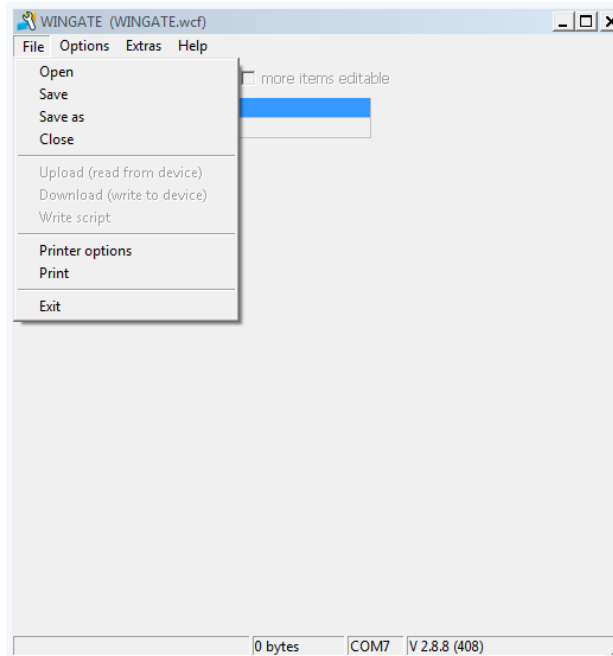 WINGATE (WINGATE.wcf)
File Options Extras Help
Open
more items editable
Save
Save as
Close
Upload (read from device)
Download (write to device)
Write script
Printer options
Print
Exit
0 bytes COM7 V 2.8.8 (408)